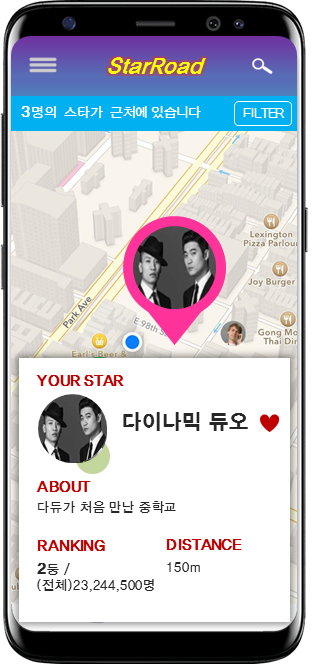 StarRoad
3명의 스타가 근처에 있습니다
FILTER
Lexington
Pizza Parlour
Joy Burger
Park Ave
E 98th St
Gong Mo
Thai Din
Earl's Beer &
YOUR STAR
다이나믹 듀오
ABOUT
다듀가 처음 만난 중학교
RANKING
DISTANCE
2등 /
150m
(전체)23,244,500명